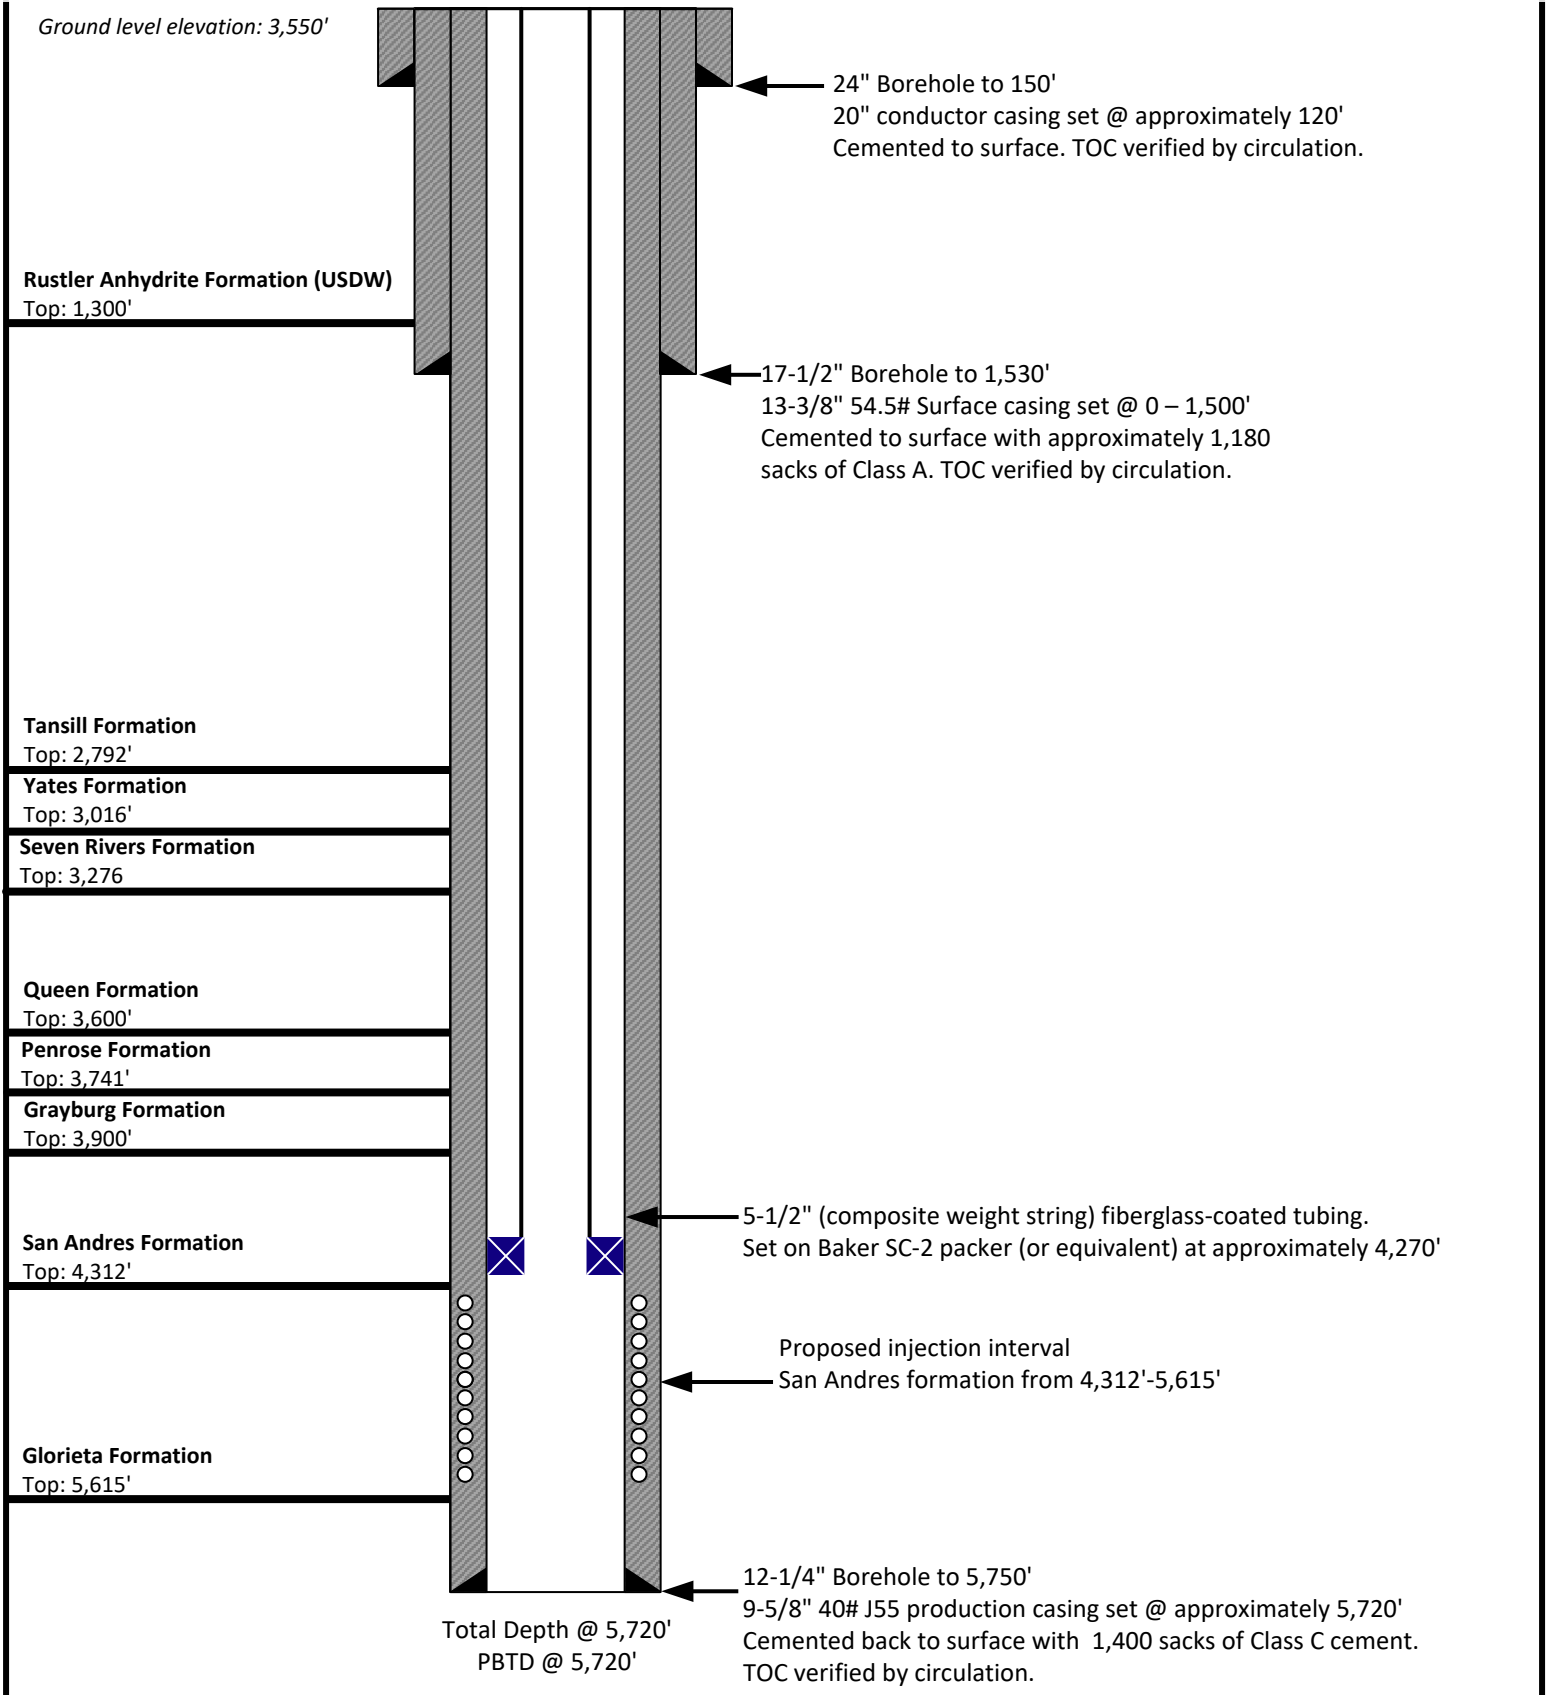 Ground level elevation: 3,550'
24" Borehole to 150'
20" conductor casing set @ approximately 120'
Cemented to surface. TOC verified by circulation.
Rustler Anhydrite Formation (USDW)
Top: 1,300'
17-1/2" Borehole to 1,530'
13-3/8" 54.5# Surface casing set @ 0 – 1,500'
Cemented to surface with approximately 1,180
sacks of Class A. TOC verified by circulation.
Tansill Formation
Top: 2,792'
Yates Formation
Top: 3,016'
Seven Rivers Formation
Top: 3,276
Queen Formation
Top: 3,600'
Penrose Formation
Top: 3,741'
Grayburg Formation
Top: 3,900'
San Andres Formation
Top: 4,312'
5-1/2" (composite weight string) fiberglass-coated tubing.
Set on Baker SC-2 packer (or equivalent) at approximately 4,270'
Proposed injection interval
San Andres formation from 4,312'-5,615'
Glorieta Formation
Top: 5,615'
12-1/4" Borehole to 5,750'
9-5/8" 40# J55 production casing set @ approximately 5,720'
Cemented back to surface with 1,400 sacks of Class C cement.
TOC verified by circulation.
Total Depth @ 5,720'
PBTD @ 5,720'